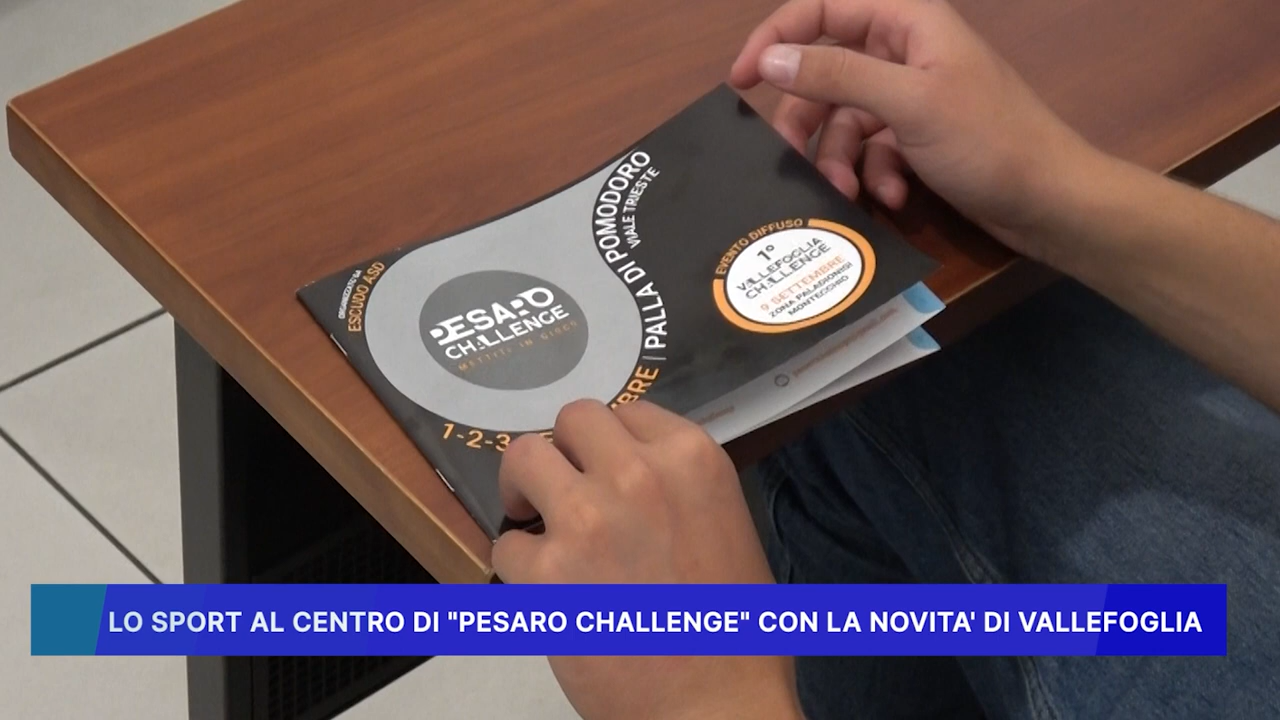 ORGANIZZATO DA
ESCUDO ASD
PESARO
CHALLENGE
METTITI IN GIOCO
1-2-3
BRE | PALLA DI POMODORO
VIALE TRIESTE
EVENTO DIFFUSO
1°
VALLEFOGLIA
CHALLENGE
9 SETTEMBRE
ZONA PALADIONIGI
MONTECCHIO
LO SPORT AL CENTRO DI "PESARO CHALLENGE" CON LA NOVITA' DI VALLEFOGLIA